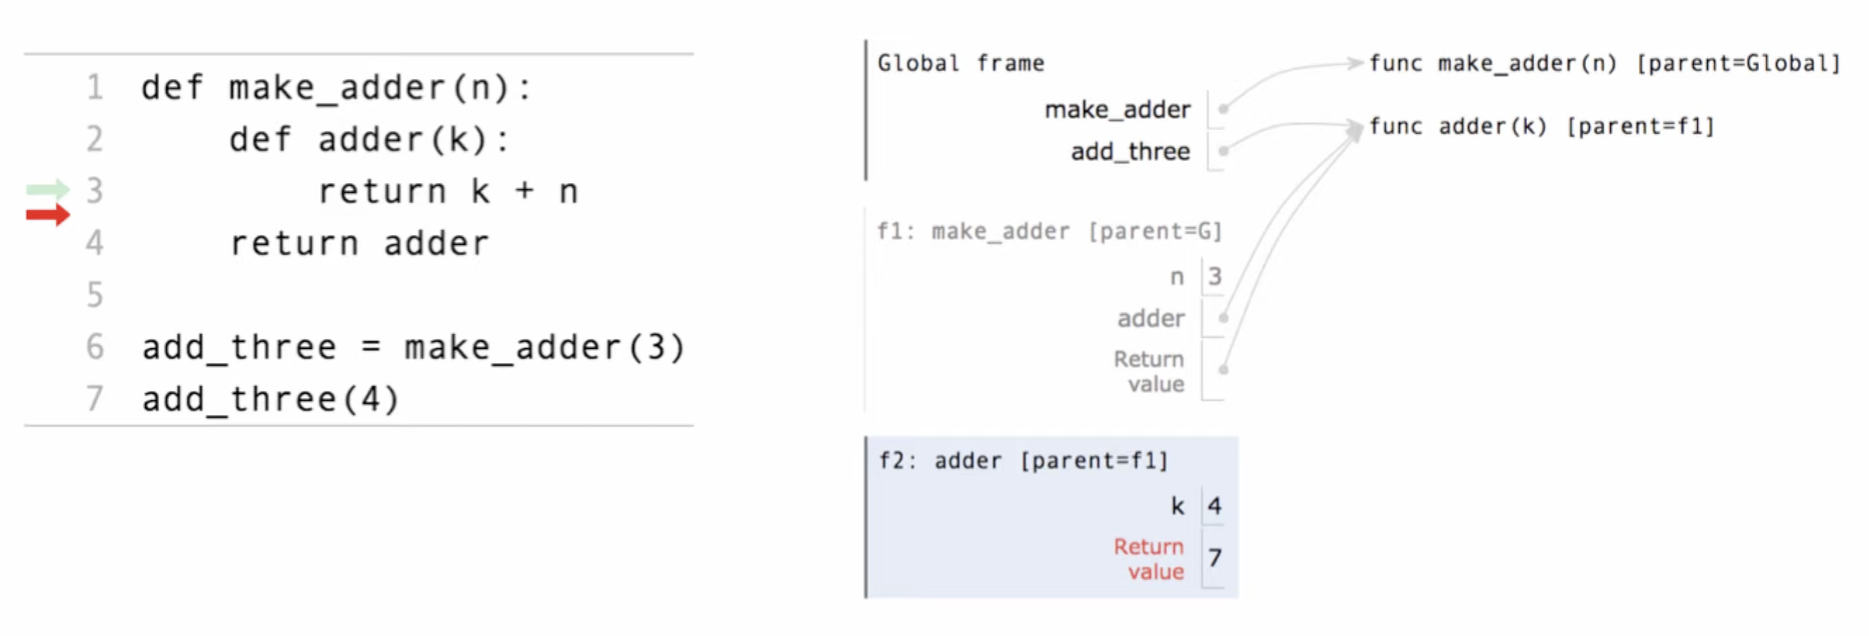 1 def make_adder(n):
2     def adder(k):
3         return k + n
4     return adder
5
6 add_three = make_adder(3)
7 add_three(4)
Global frame
make_adder
add_three
func make_adder(n) [parent=Global]
func adder(k) [parent=f1]
f1: make_adder [parent=G]
n 3
adder
Return
value
f2: adder [parent=f1]
k 4
Return
value 7